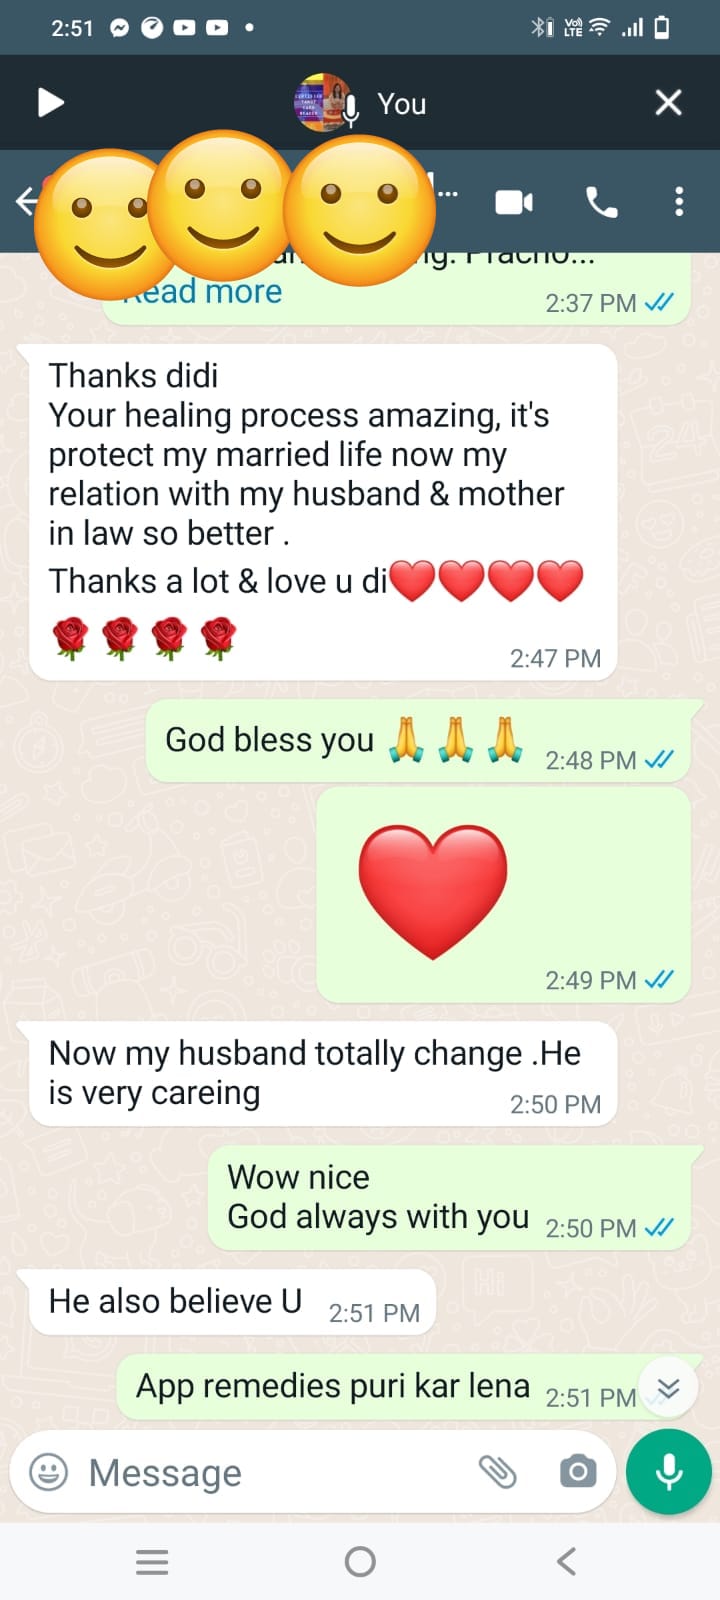 2:51
You
Read more
2:37 PM
Thanks didi
Your healing process amazing, it's
protect my married life now my
relation with my husband & mother
in law so better .
Thanks a lot & love u di❤️❤️❤️❤️
🌹🌹🌹🌹
2:47 PM
God bless you 🙏🙏🙏
2:48 PM
2:49 PM
Now my husband totally change .He
is very careing
2:50 PM
Wow nice
God always with you
2:50 PM
He also believe U
2:51 PM
App remedies puri kar lena
2:51 PM
Message